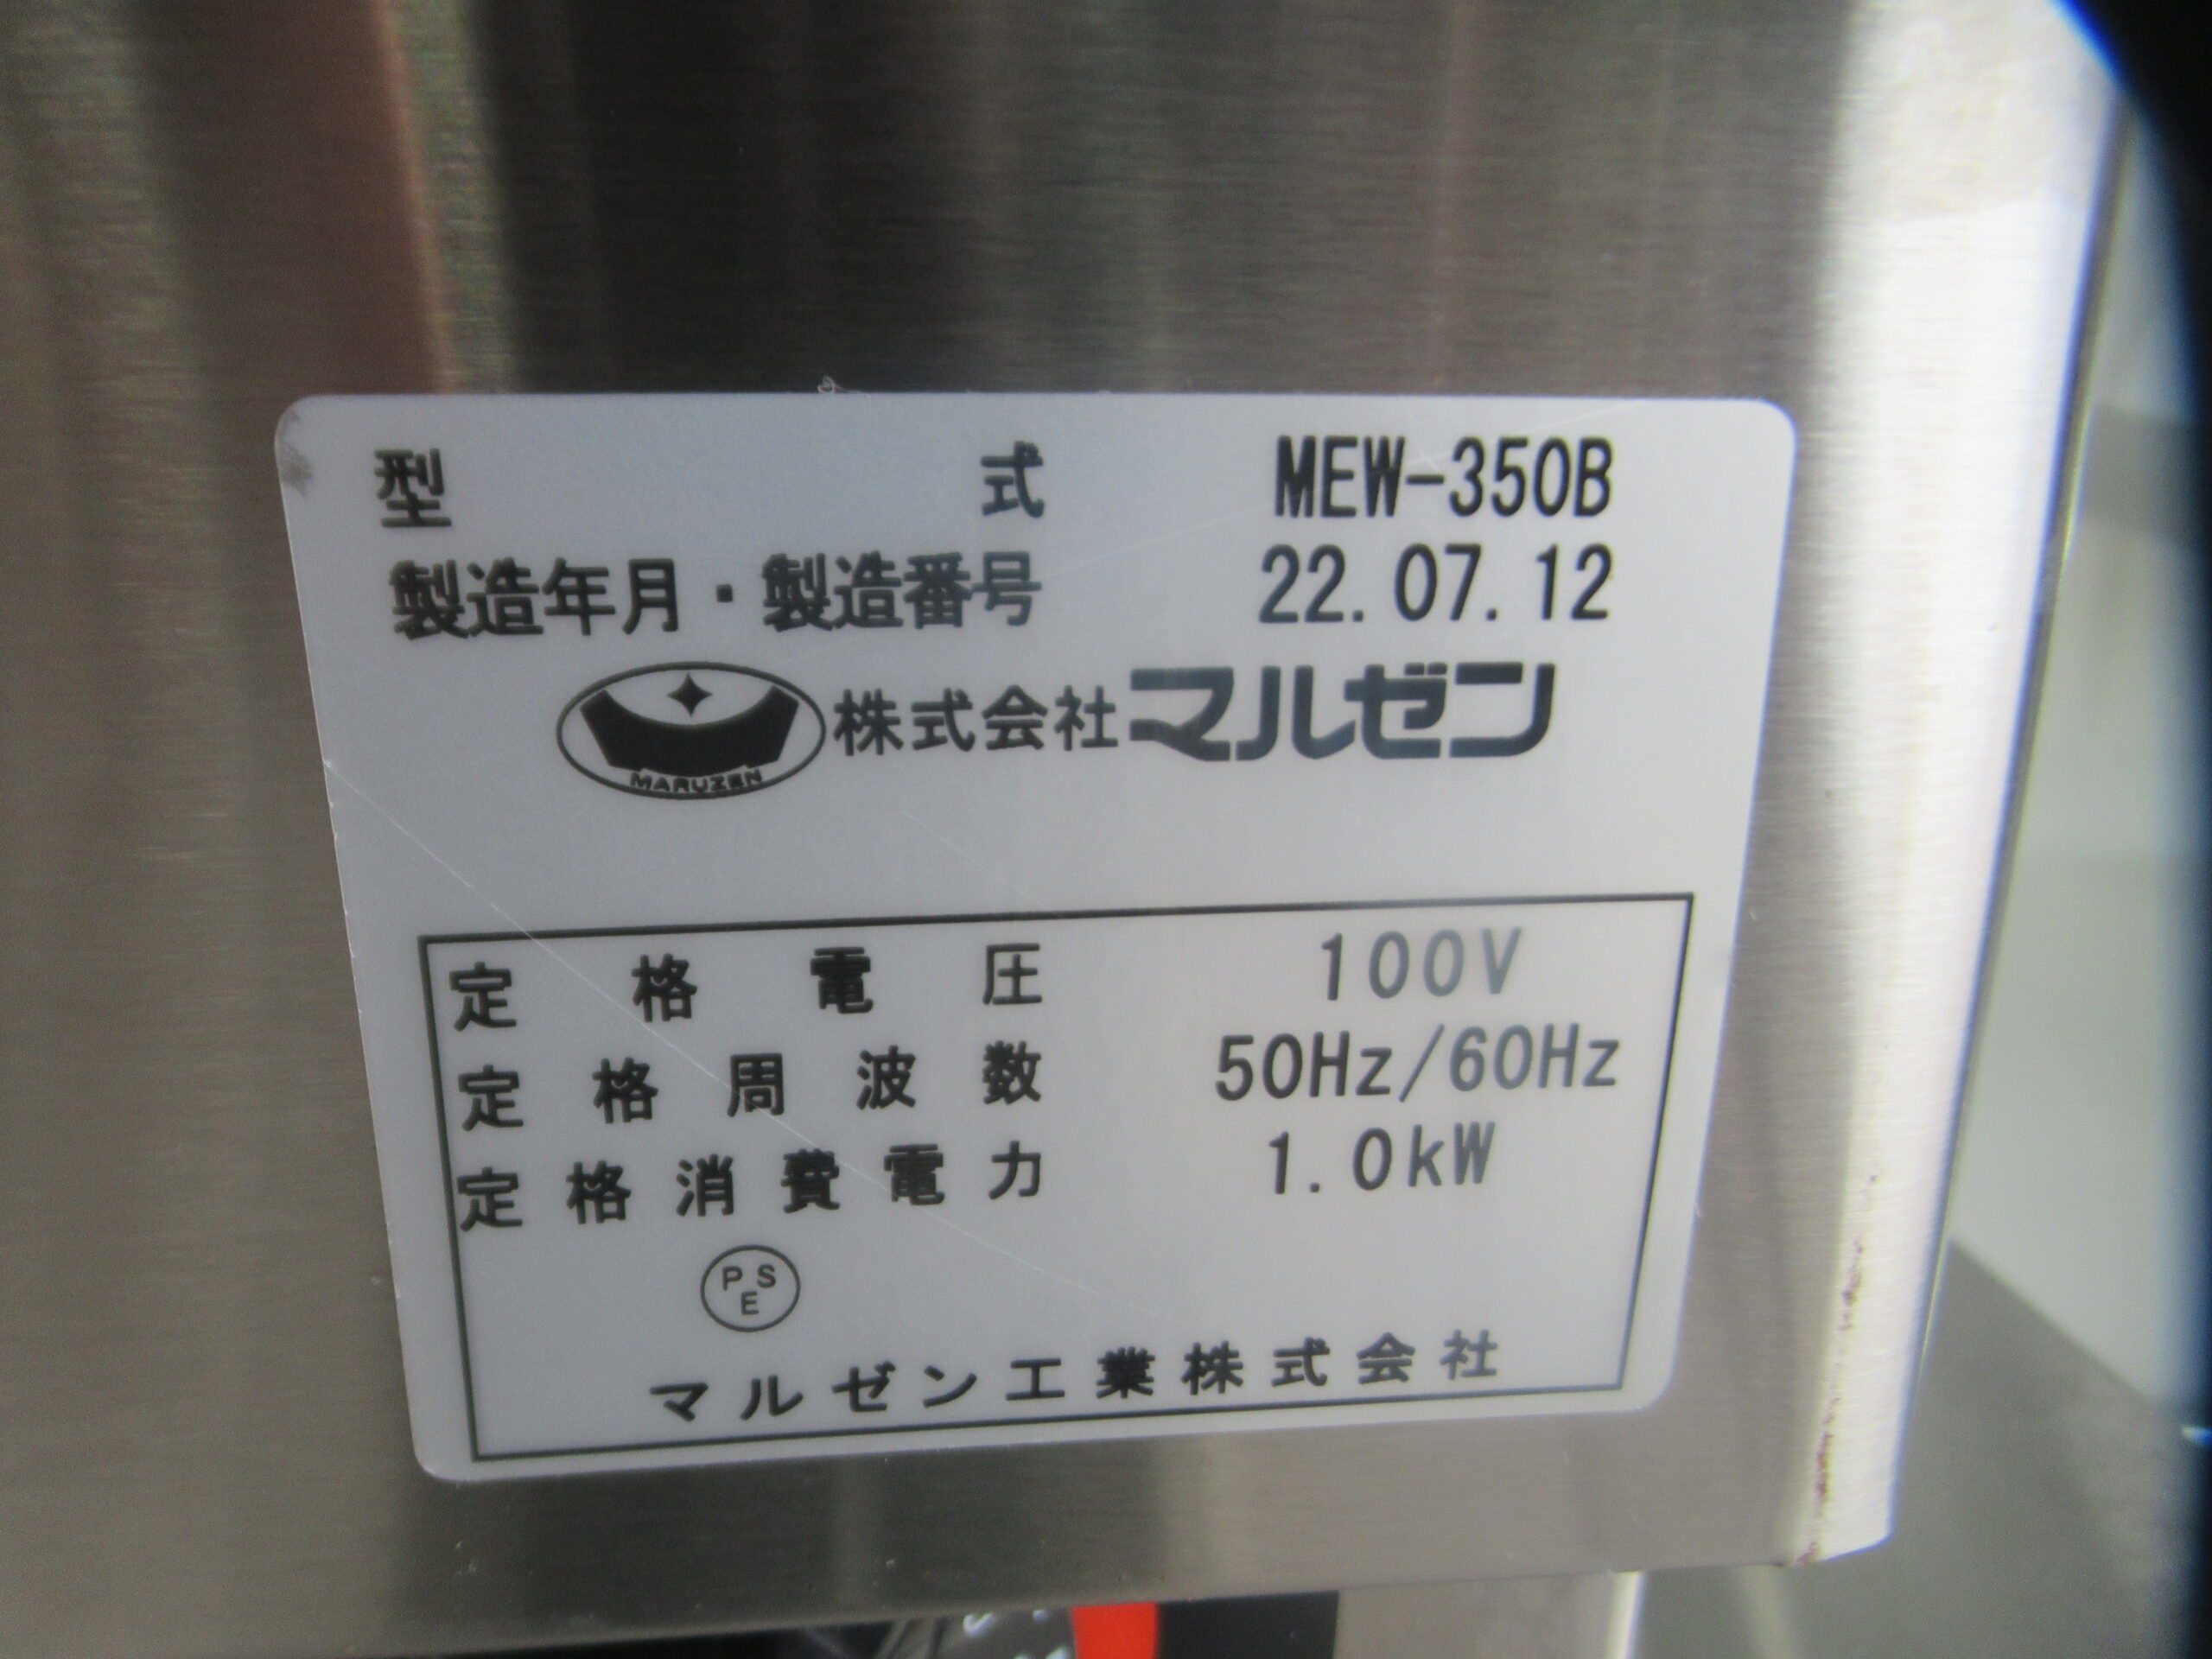 型式 MEW-350B
製造年月・製造番号 22.07.12
MARUZEN 株式会社マルゼン
定格電圧 100V
定格周波数 50Hz/60Hz
定格消費電力 1.0kW
PSE
マルゼン工業株式会社